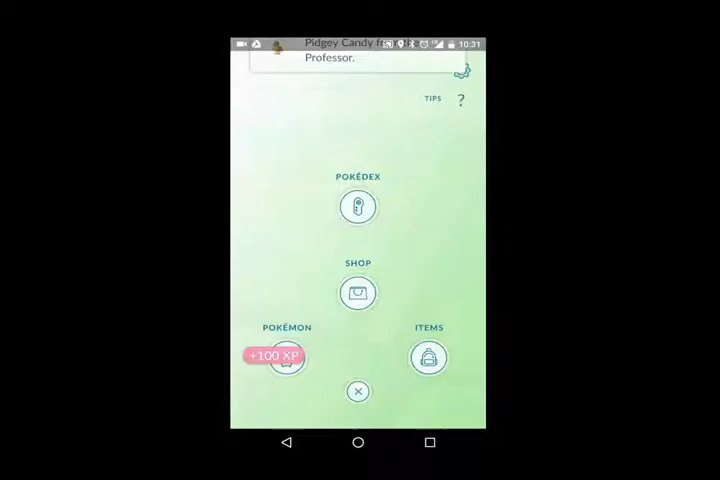 Pidgey Candy
10:31
Professor.
TIPS ?
POKÉDEX
SHOP
POKÉMON
ITEMS
+100 XP